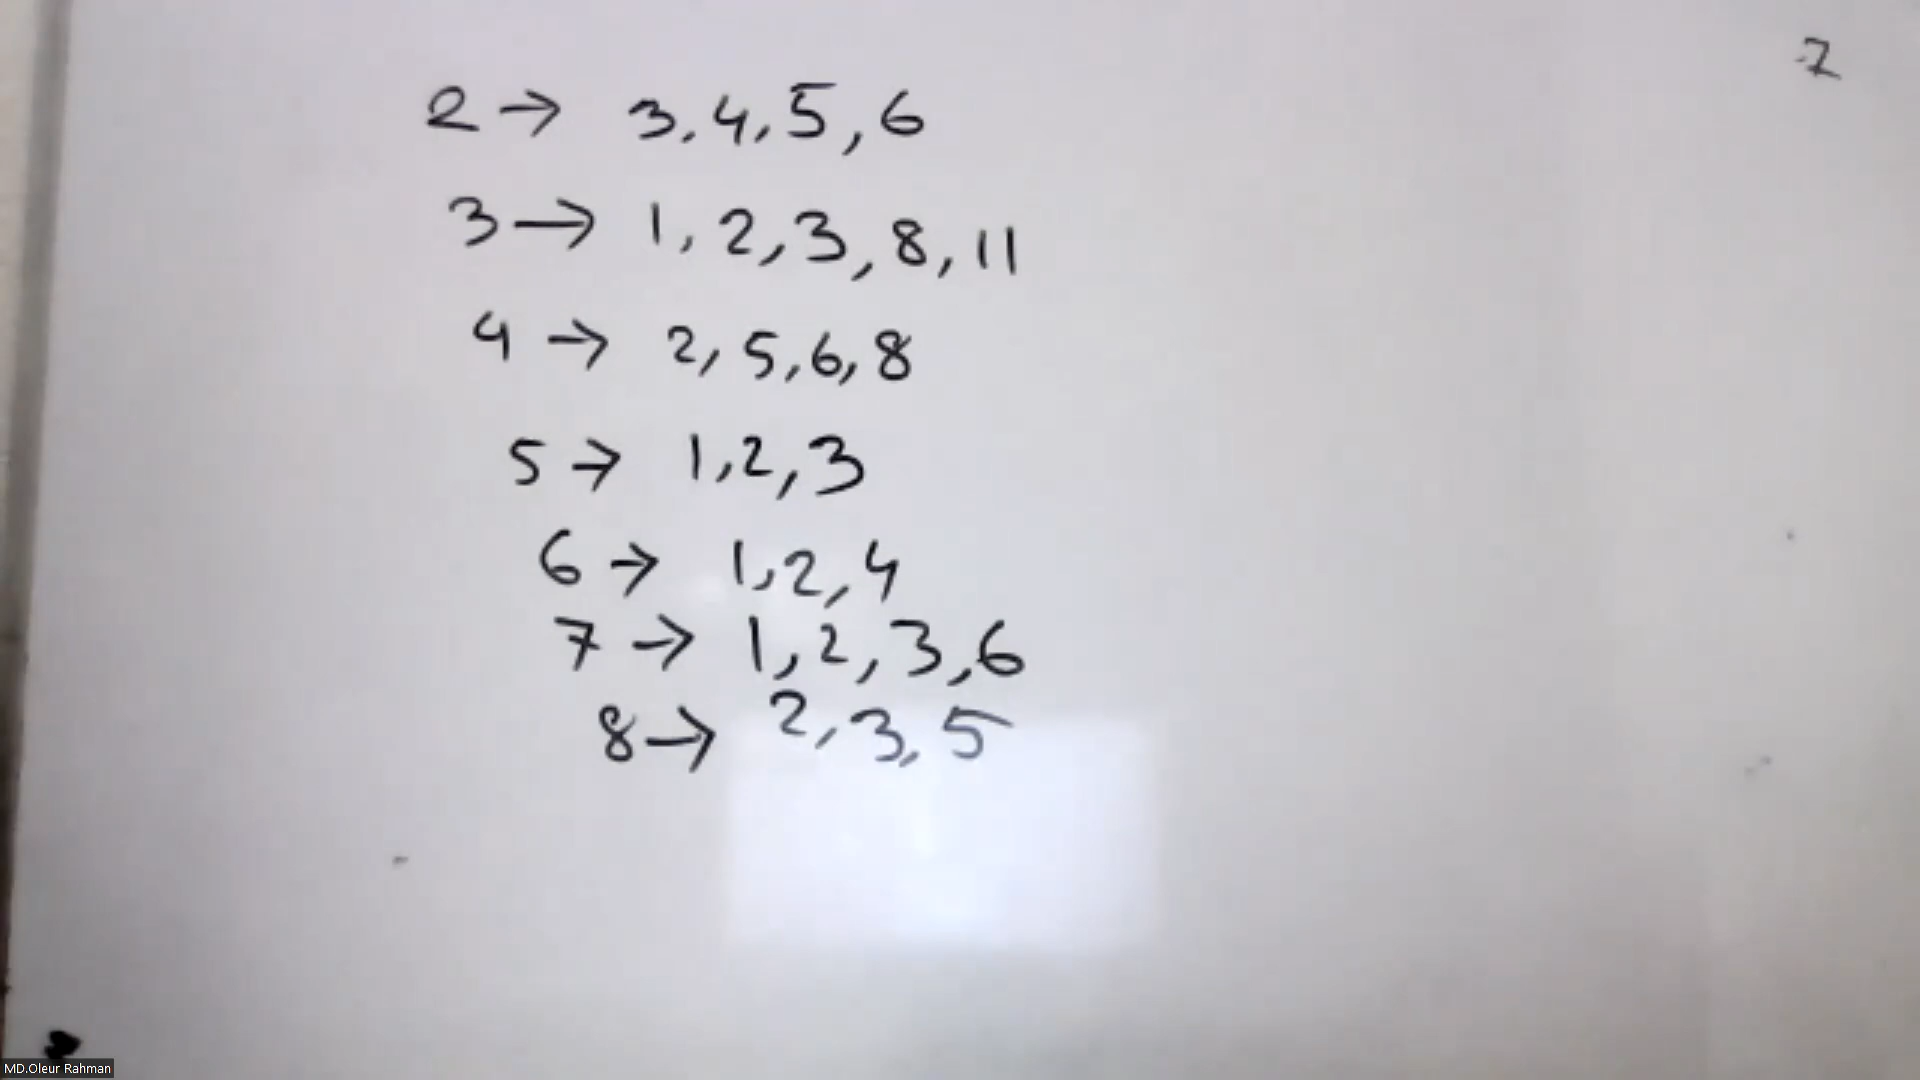 7
2 → 3, 4, 5, 6
3 → 1, 2, 3, 8, 11
4 → 2, 5, 6, 8
5 → 1, 2, 3
6 → 1, 2, 4
7 → 1, 2, 3, 6
8 → 2, 3, 5
MD.Oleur Rahman